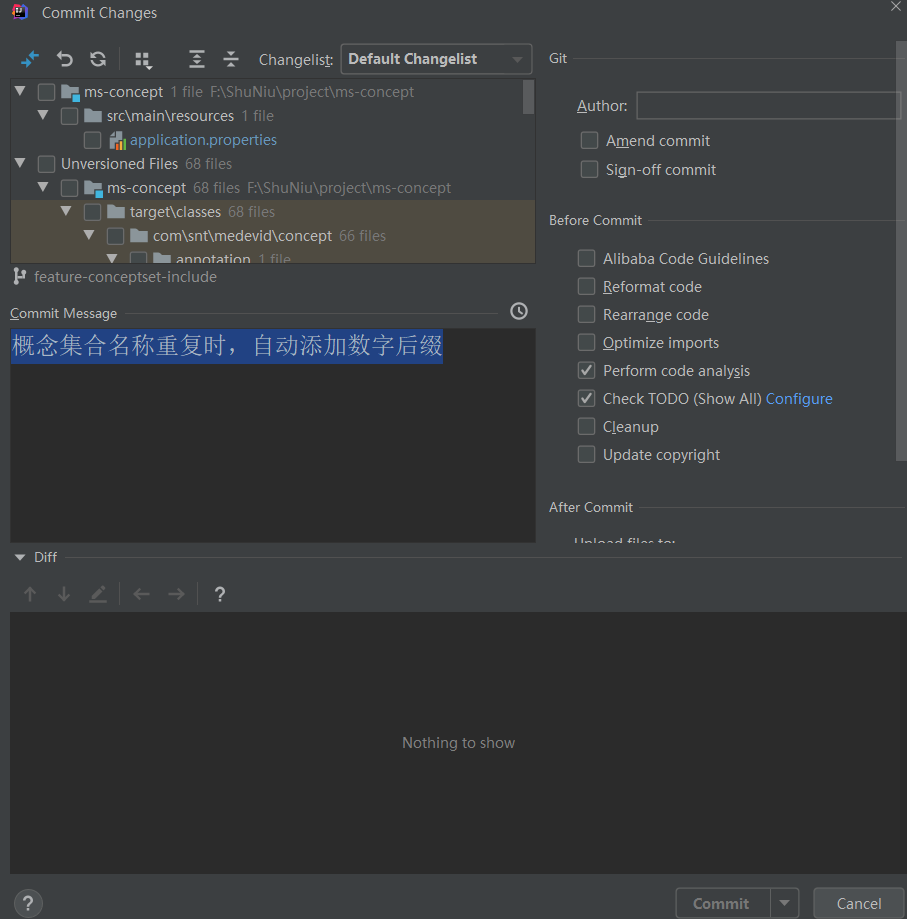 Commit Changes
Changelist: Default Changelist
ms-concept 1 file F:\ShuNiu\project\ms-concept
src\main\resources 1 file
application.properties
Unversioned Files 68 files
ms-concept 68 files F:\ShuNiu\project\ms-concept
target\classes 68 files
com\snt\medevid\concept 66 files
annotation 1 file
feature-conceptset-include
Commit Message
概念集合名称重复时，自动添加数字后缀
Git
Author:
Amend commit
Sign-off commit
Before Commit
Alibaba Code Guidelines
Reformat code
Rearrange code
Optimize imports
Perform code analysis
Check TODO (Show All) Configure
Cleanup
Update copyright
After Commit
Upload files to:
Diff
?
Nothing to show
?
Commit
Cancel